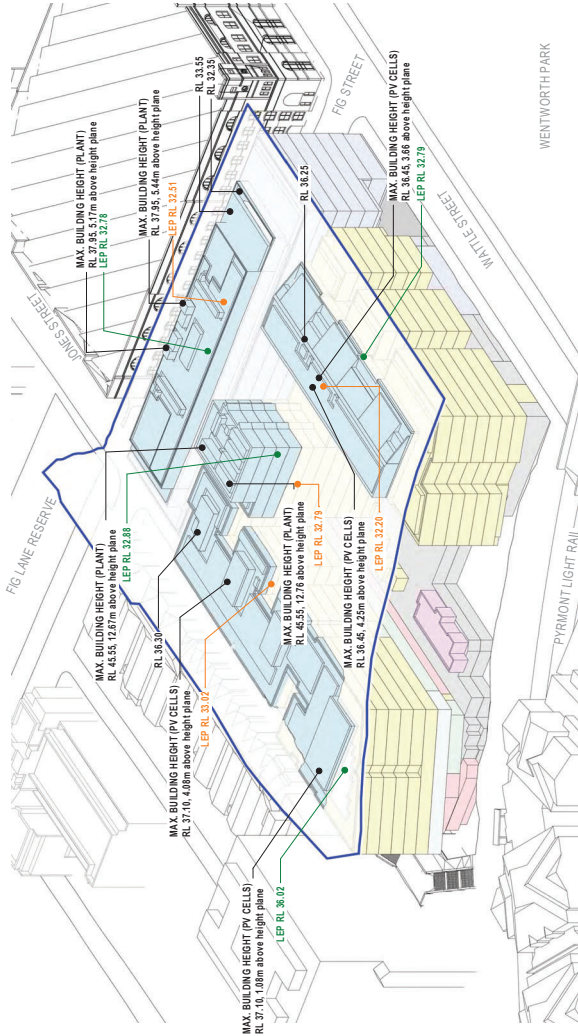 FIG LANE RESERVE
JONES STREET
FIG STREET
WATTLE STREET
WENTWORTH PARK
PYRMONT LIGHT RAIL
MAX. BUILDING HEIGHT (PV CELLS)
RL 37.10, 1.08m above height plane
LEP RL 36.02
MAX. BUILDING HEIGHT (PV CELLS)
RL 37.10, 4.08m above height plane
LEP RL 33.02
RL 36.30
MAX. BUILDING HEIGHT (PLANT)
RL 45.55, 12.67m above height plane
LEP RL 32.88
MAX. BUILDING HEIGHT (PLANT)
RL 37.95, 5.17m above height plane
LEP RL 32.78
MAX. BUILDING HEIGHT (PLANT)
RL 37.95, 5.44m above height plane
LEP RL 32.51
RL 33.55
RL 32.35
LEP RL 32.79
MAX. BUILDING HEIGHT (PLANT)
RL 45.55, 12.76 above height plane
MAX. BUILDING HEIGHT (PV CELLS)
RL 36.45, 4.25m above height plane
LEP RL 32.20
RL 36.25
MAX. BUILDING HEIGHT (PV CELLS)
RL 36.45, 3.66 above height plane
LEP RL 32.79